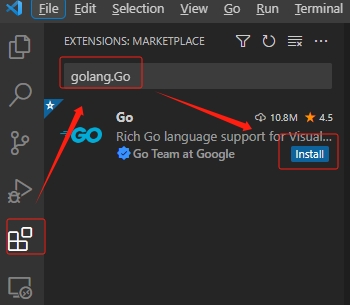 File Edit Selection View Go Run
EXTENSIONS: MARKETPLACE
golang.Go
Go 10.8M 4.5
GO Rich Go language support for Visual...
Go Team at Google Install